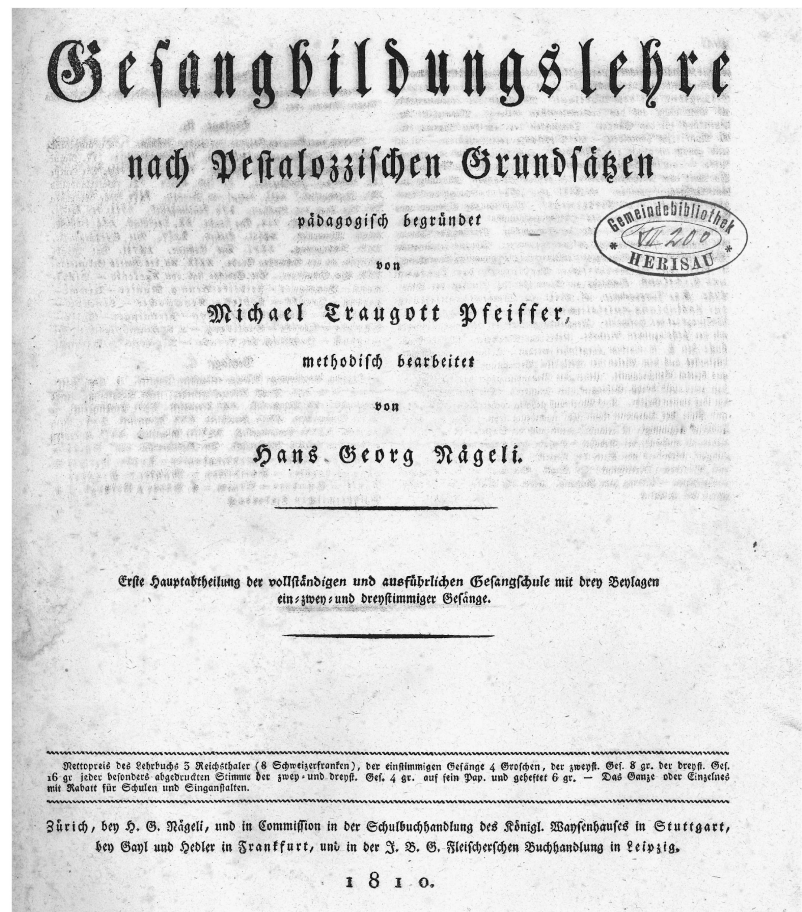 Gesangbildungslehre
nach Pestalozzischen Grundsätzen
pädagogisch begründet
von
Michael Traugott Pfeiffer,
methodisch bearbeitet
von
Hans Georg Nägeli.
Gemeindebibliothek
VII 200
* HERISAU *
Erste Hauptabtheilung der vollständigen und ausführlichen Gesangschule mit drey Beylagen
ein-zwey-und dreystimmiger Gesänge.
Nettopreis des Lehrbuchs 5 Reichsthaler (8 Schweizerfranken), der einstimmigen Gesänge 4 Groschen, der zweyst. Ges. 8 gr. der dreyst. Ges.
16 gr jeder besonders abgedruckten Stimme der zwey-und dreyst. Ges. 4 gr. auf fein Pap. und geheftet 6 gr. — Das Ganze oder Einzelnes
mit Rabatt für Schulen und Singanstalten.
Zürich, bey H. G. Nägeli, und in Commission in der Schulbuchhandlung des Königl. Waysenhauses in Stuttgart,
bey Gayl und Hedler in Frankfurt, und in der J. B. G. Fleischerschen Buchhandlung in Leipzig.
1810.